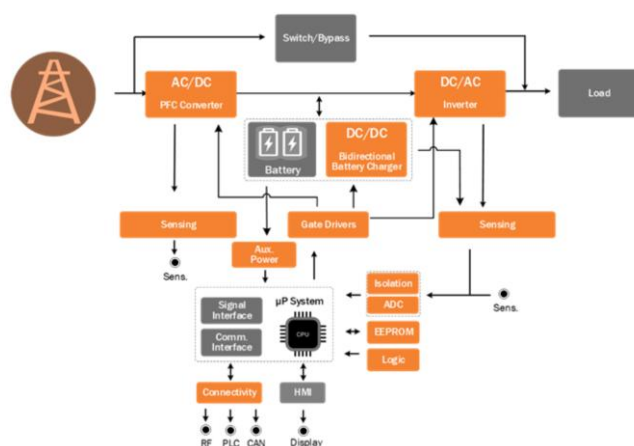 Switch/Bypass
AC/DC
PFC Converter
DC/AC
Inverter
Load
Battery
DC/DC
Bidirectional
Battery Charger
Sensing
Gate Drivers
Sensing
Aux.
Power
Sens.
Signal
Interface
µP System
CPU
Comm.
Interface
Isolation
ADC
Sens.
EEPROM
Logic
Connectivity
HMI
RF
PLC
CAN
Display